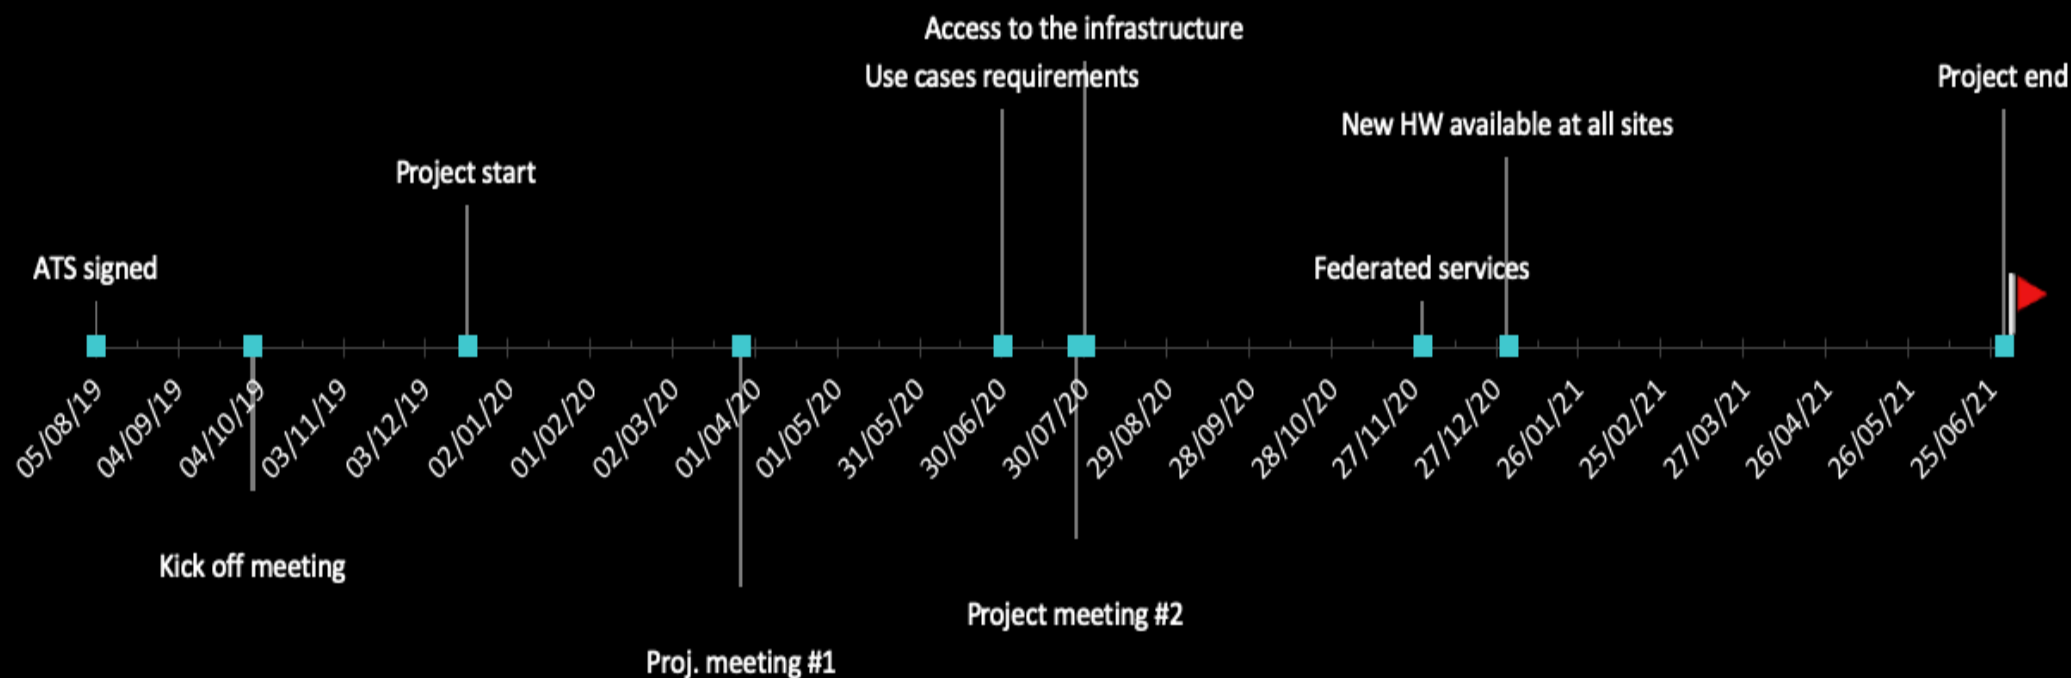 Access to the infrastructure
Use cases requirements
Project end
New HW available at all sites
Project start
ATS signed
Federated services
05/08/19
04/09/19
04/10/19
03/11/19
03/12/19
02/01/20
01/02/20
02/03/20
01/04/20
01/05/20
31/05/20
30/06/20
30/07/20
29/08/20
28/09/20
28/10/20
27/11/20
27/12/20
26/01/21
25/02/21
27/03/21
26/04/21
26/05/21
25/06/21
Kick off meeting
Project meeting #2
Proj. meeting #1